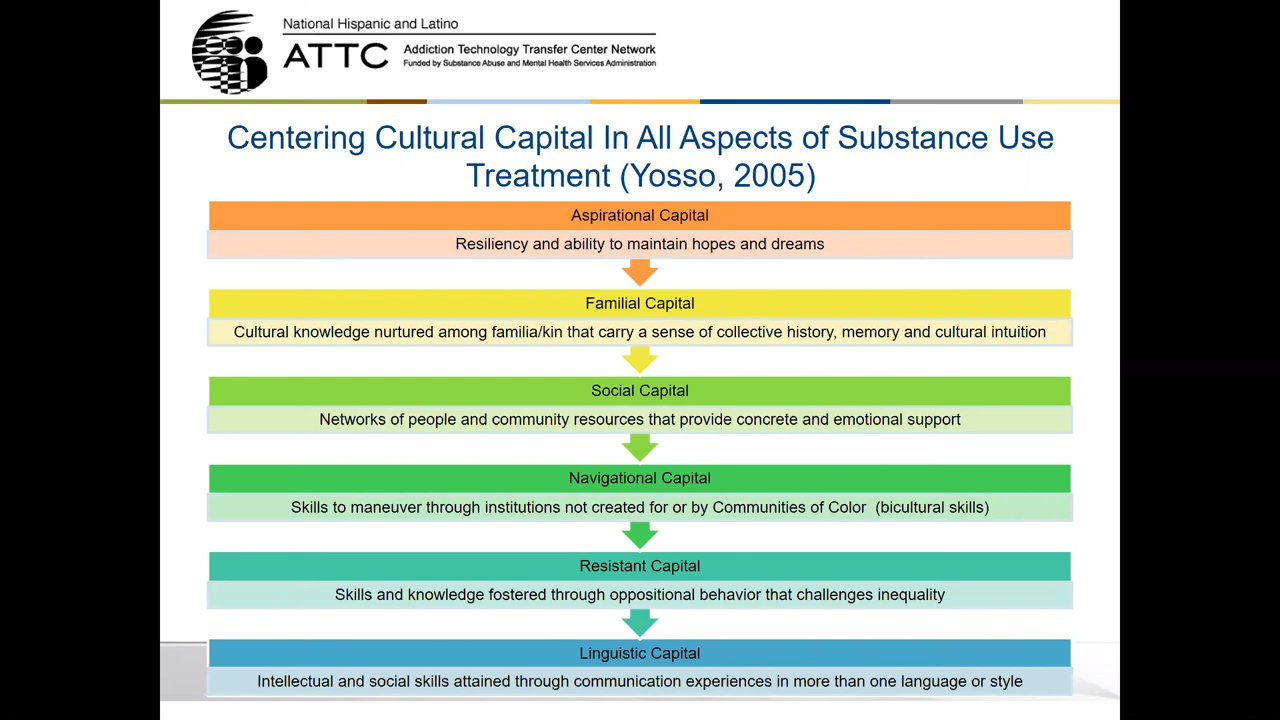 National Hispanic and Latino
ATTC
Addiction Technology Transfer Center Network
Funded by Substance Abuse and Mental Health Services Administration
Centering Cultural Capital In All Aspects of Substance Use
Treatment (Yosso, 2005)
Aspirational Capital
Resiliency and ability to maintain hopes and dreams
Familial Capital
Cultural knowledge nurtured among familia/kin that carry a sense of collective history, memory and cultural intuition
Social Capital
Networks of people and community resources that provide concrete and emotional support
Navigational Capital
Skills to maneuver through institutions not created for or by Communities of Color (bicultural skills)
Resistant Capital
Skills and knowledge fostered through oppositional behavior that challenges inequality
Linguistic Capital
Intellectual and social skills attained through communication experiences in more than one language or style